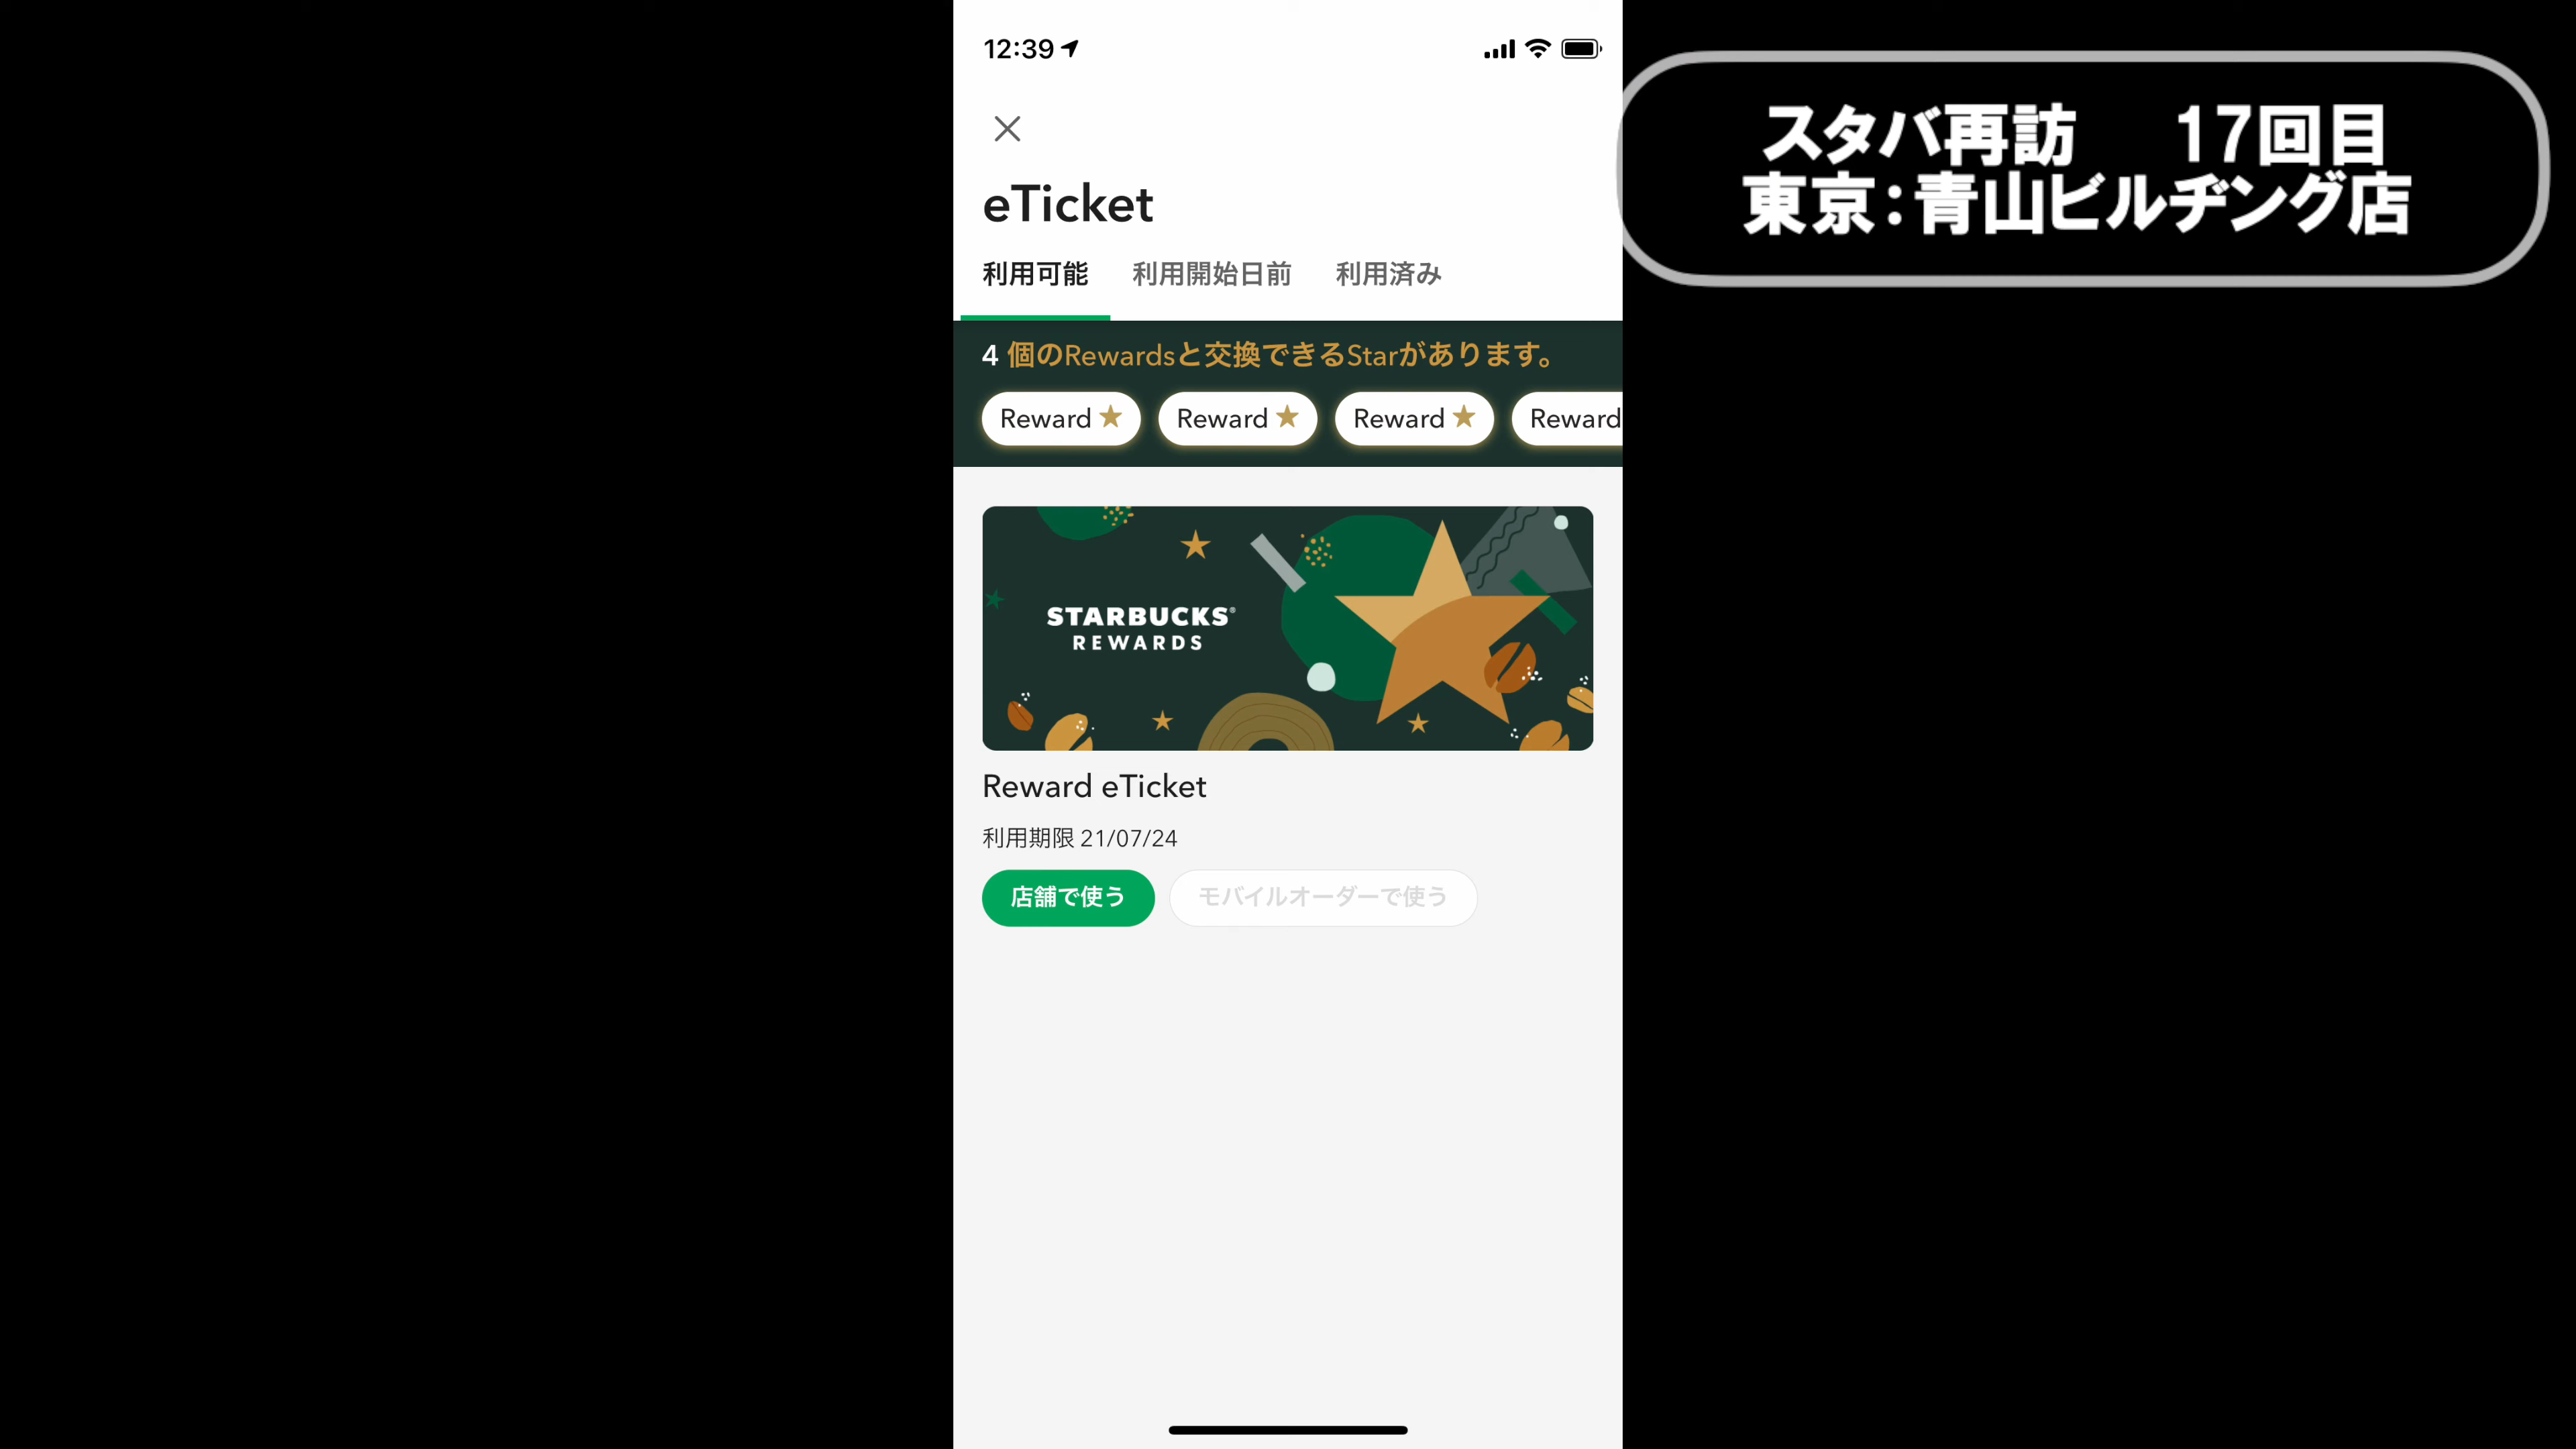 12:39
スタバ再訪 17回目
東京：青山ビルヂング店
eTicket
利用可能 利用開始日前 利用済み
4 個のRewardsと交換できるStarがあります。
Reward Reward Reward Reward
STARBUCKS®
REWARDS
Reward eTicket
利用期限 21/07/24
店舗で使う モバイルオーダーで使う